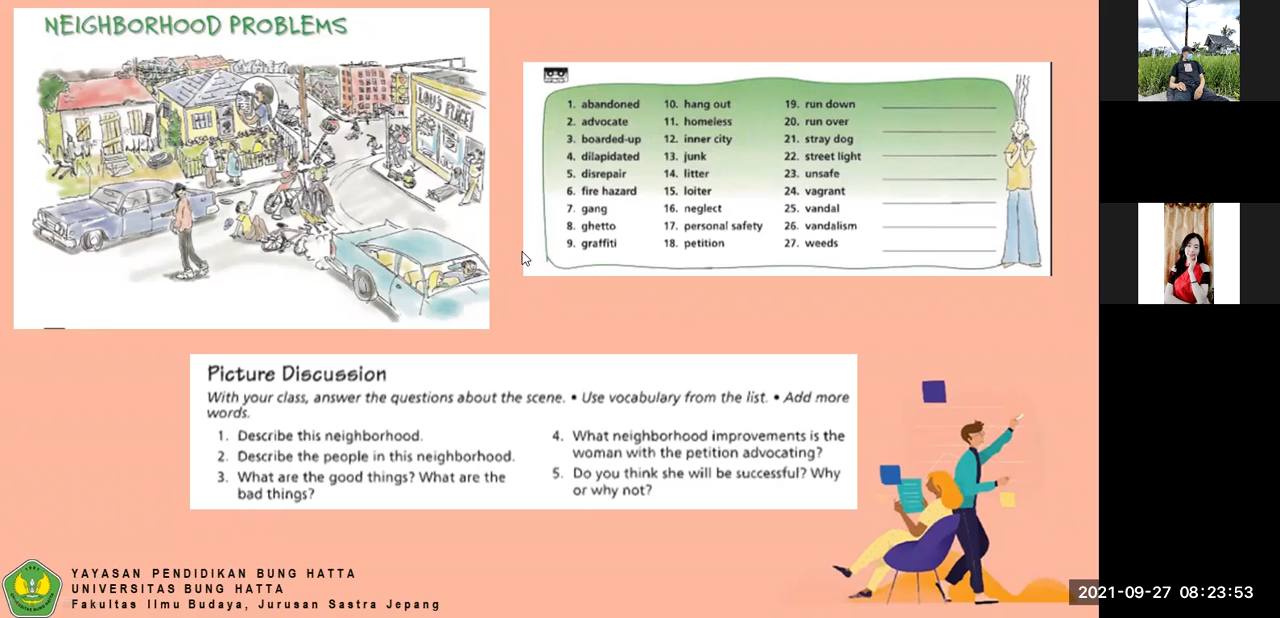 NEIGHBORHOOD PROBLEMS
LOU'S PLACE
1. abandoned
2. advocate
3. boarded-up
4. dilapidated
5. disrepair
6. fire hazard
7. gang
8. ghetto
9. graffiti
10. hang out
11. homeless
12. inner city
13. junk
14. litter
15. loiter
16. neglect
17. personal safety
18. petition
19. run down
20. run over
21. stray dog
22. street light
23. unsafe
24. vagrant
25. vandal
26. vandalism
27. weeds
Picture Discussion
With your class, answer the questions about the scene. • Use vocabulary from the list. • Add more
words.
1. Describe this neighborhood.
2. Describe the people in this neighborhood.
3. What are the good things? What are the
bad things?
4. What neighborhood improvements is the
woman with the petition advocating?
5. Do you think she will be successful? Why
or why not?
YAYASAN PENDIDIKAN BUNG HATTA
UNIVERSITAS BUNG HATTA
Fakultas Ilmu Budaya, Jurusan Sastra Jepang
2021-09-27 08:23:53